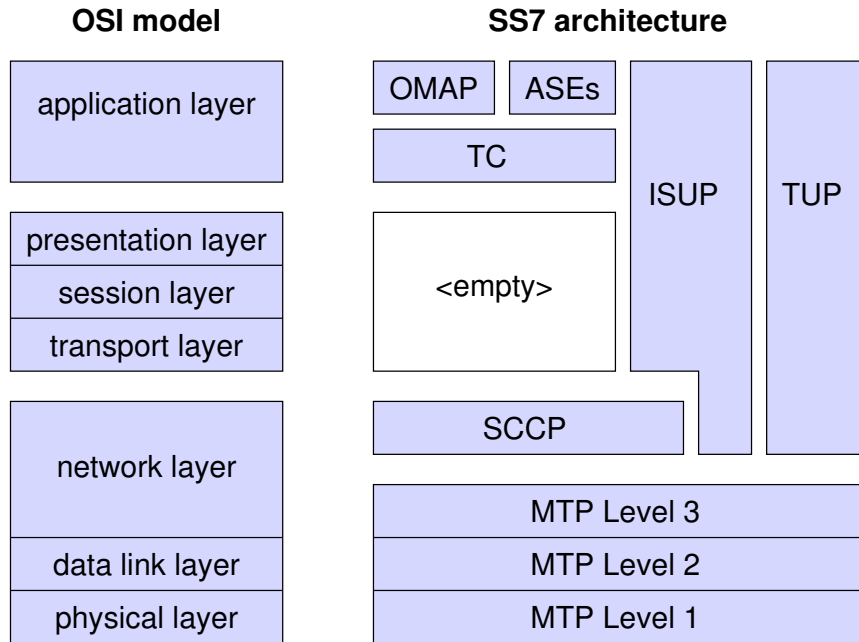 OSI model
SS7 architecture
application layer
OMAP
ASEs
TC
ISUP
TUP
presentation layer
session layer
transport layer
<empty>
network layer
SCCP
MTP Level 3
data link layer
MTP Level 2
physical layer
MTP Level 1